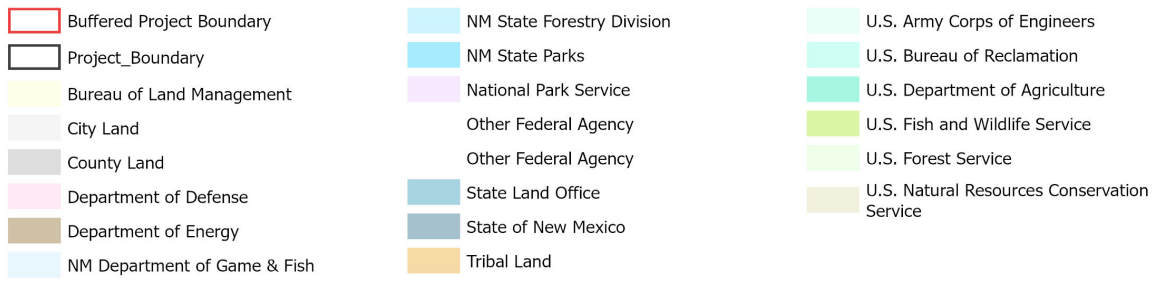 Buffered Project Boundary
Project_Boundary
Bureau of Land Management
City Land
County Land
Department of Defense
Department of Energy
NM Department of Game & Fish
NM State Forestry Division
NM State Parks
National Park Service
Other Federal Agency
Other Federal Agency
State Land Office
State of New Mexico
Tribal Land
U.S. Army Corps of Engineers
U.S. Bureau of Reclamation
U.S. Department of Agriculture
U.S. Fish and Wildlife Service
U.S. Forest Service
U.S. Natural Resources Conservation
Service